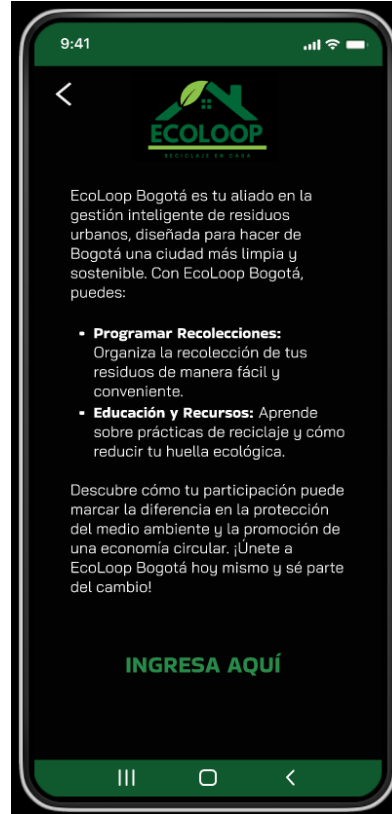 9:41
ECOLOOP
RECICLAJE EN CASA
EcoLoop Bogotá es tu aliado en la
gestión inteligente de residuos
urbanos, diseñada para hacer de
Bogotá una ciudad más limpia y
sostenible. Con EcoLoop Bogotá,
puedes:
• Programar Recolecciones:
Organiza la recolección de tus
residuos de manera fácil y
conveniente.
• Educación y Recursos: Aprende
sobre prácticas de reciclaje y cómo
reducir tu huella ecológica.
Descubre cómo tu participación puede
marcar la diferencia en la protección
del medio ambiente y la promoción de
una economía circular. ¡Únete a
EcoLoop Bogotá hoy mismo y sé parte
del cambio!
INGRESA AQUÍ